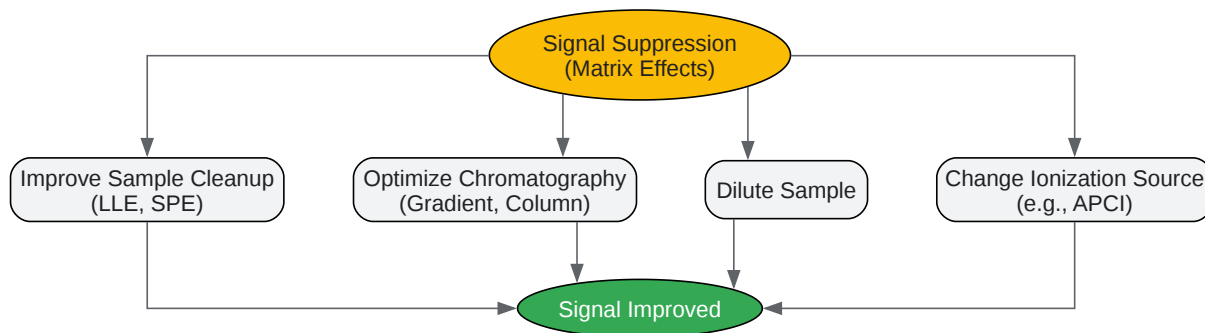 Signal Suppression
(Matrix Effects)
Improve Sample Cleanup
(LLE, SPE)
Optimize Chromatography
(Gradient, Column)
Dilute Sample
Change Ionization Source
(e.g., APCI)
Signal Improved